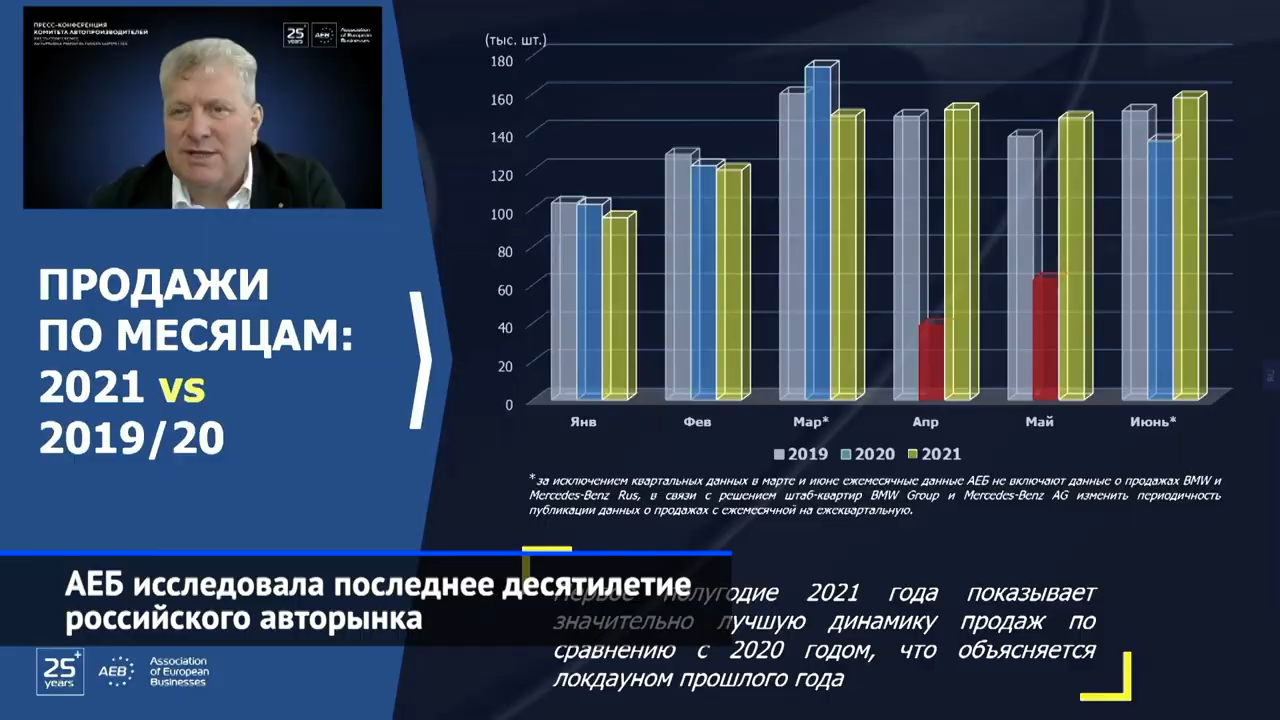 ПРЕСС-КОНФЕРЕНЦИЯ
КОМИТЕТА АВТОПРОИЗВОДИТЕЛЕЙ
25+
years
AEB
Association
of European
Businesses
ПРОДАЖИ
ПО МЕСЯЦАМ:
2021 vs
2019/20
(тыс. шт.)
180
160
140
120
100
80
60
40
20
0
Янв Фев Мар* Апр Май Июнь*
2019 2020 2021
*за исключением квартальных данных в марте и июне ежемесячные данные АЕБ не включают данные о продажах BMW и
Mercedes-Benz Rus, в связи с решением штаб-квартир BMW Group и Mercedes-Benz AG изменить периодичность
публикации данных о продажах с ежемесячной на ежеквартальную.
АЕБ исследовала последнее десятилетие
российского авторынка
Первое полугодие 2021 года показывает
значительно лучшую динамику продаж по
сравнению с 2020 годом, что объясняется
локдауном прошлого года
25+
years
AEB
Association
of European
Businesses
RU